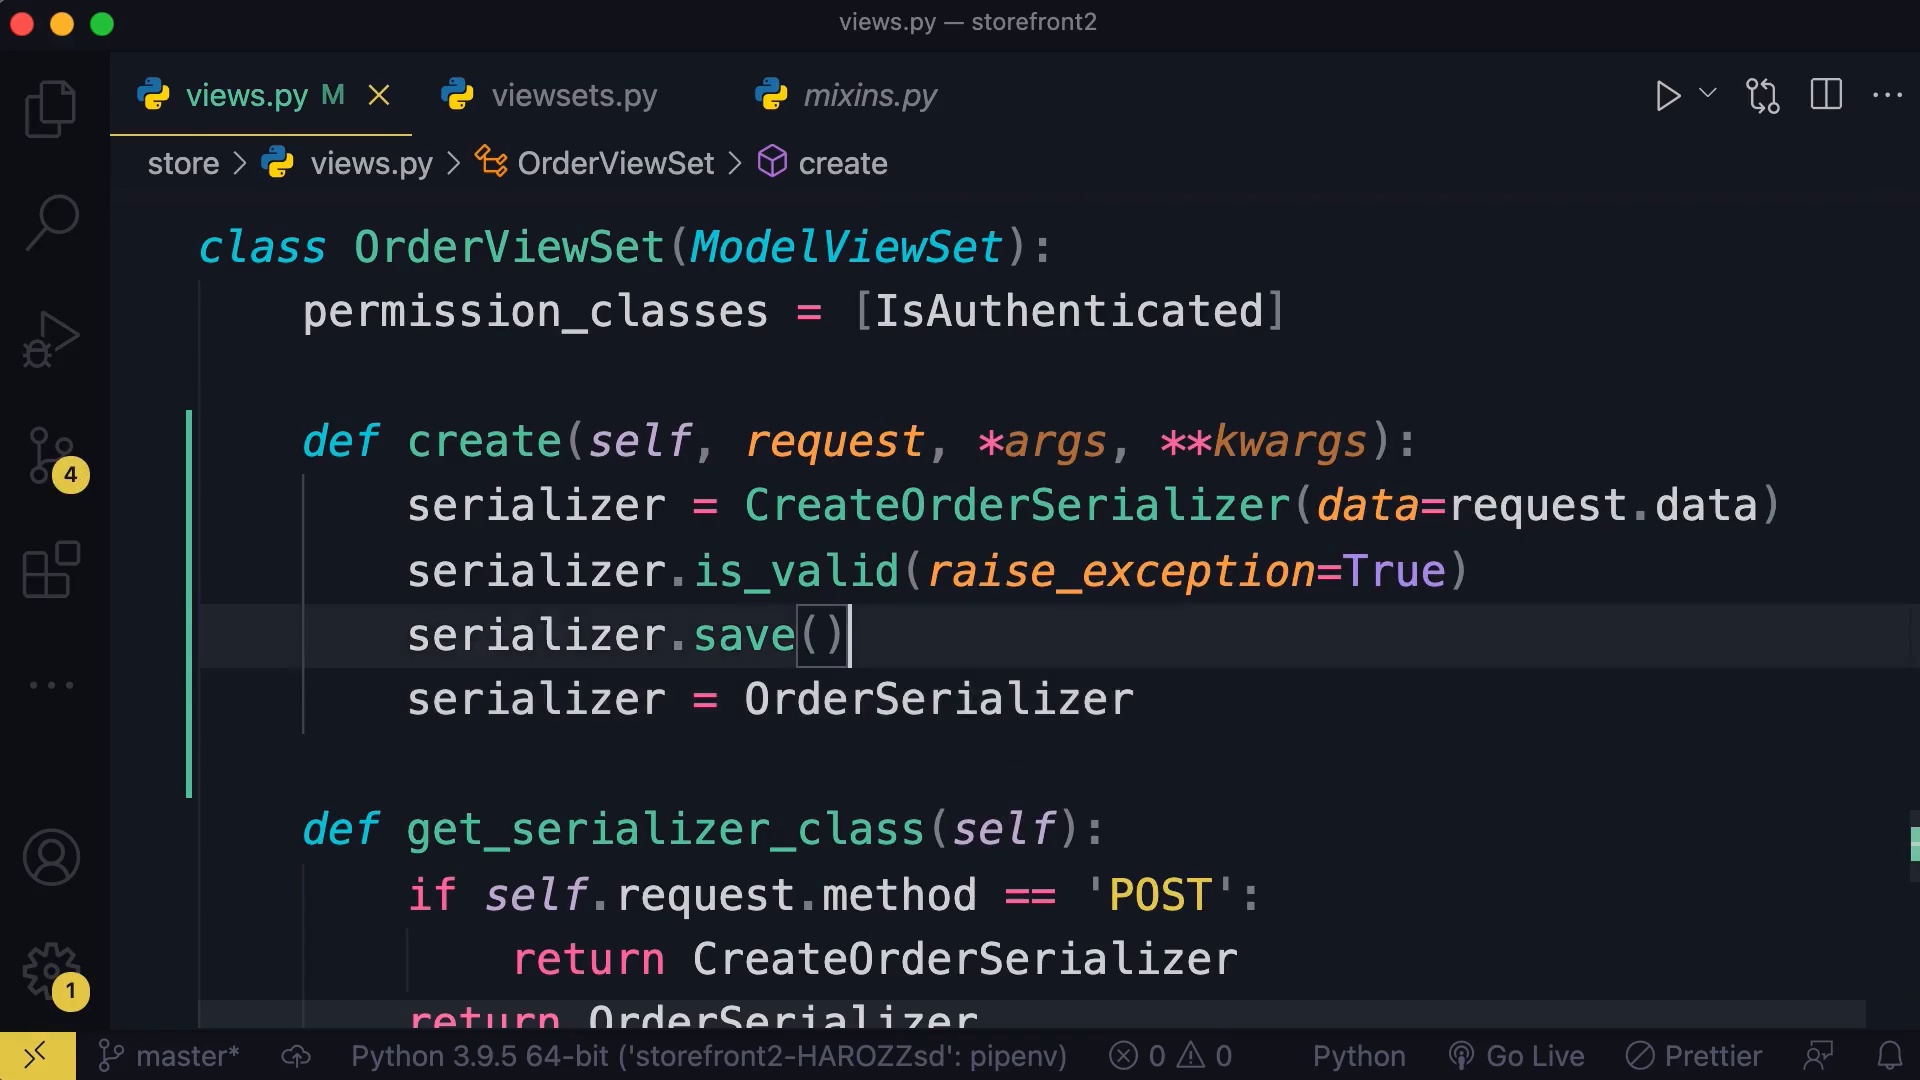 views.py — storefront2
views.py M viewsets.py mixins.py
store > views.py > OrderViewSet > create
class OrderViewSet(ModelViewSet):
permission_classes = [IsAuthenticated]
def create(self, request, *args, **kwargs):
serializer = CreateOrderSerializer(data=request.data)
serializer.is_valid(raise_exception=True)
serializer.save()
serializer = OrderSerializer
4
def get_serializer_class(self):
if self.request.method == 'POST':
return CreateOrderSerializer
return OrderSerializer
1
master* Python 3.9.5 64-bit ('storefront2-HAROZZsd': pipenv) 0 0 Python Go Live Prettier